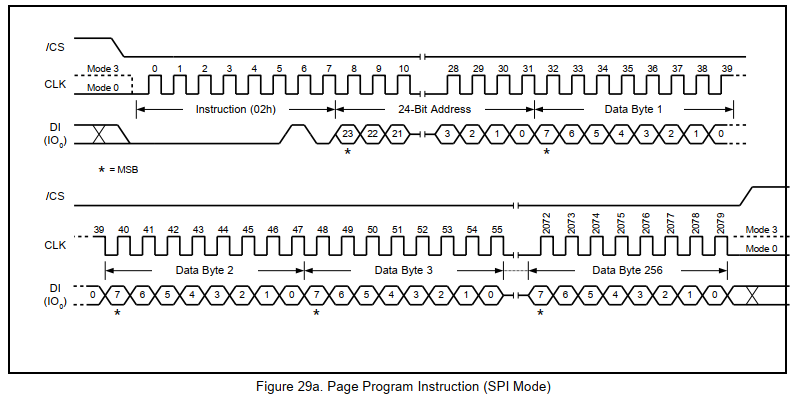 /CS
Mode 3 0 1 2 3 4 5 6 7 8 9 10 28 29 30 31 32 33 34 35 36 37 38 39
CLK Mode 0
Instruction (02h) 24-Bit Address Data Byte 1
DI (IO0) 23 22 21 3 2 1 0 7 6 5 4 3 2 1 0
* *
* = MSB
/CS
39 40 41 42 43 44 45 46 47 48 49 50 51 52 53 54 55 2072 2073 2074 2075 2076 2077 2078 2079 Mode 3
CLK Mode 0
Data Byte 2 Data Byte 3 Data Byte 256
DI (IO0) 0 7 6 5 4 3 2 1 0 7 6 5 4 3 2 1 0 7 6 5 4 3 2 1 0
* * *
Figure 29a. Page Program Instruction (SPI Mode)